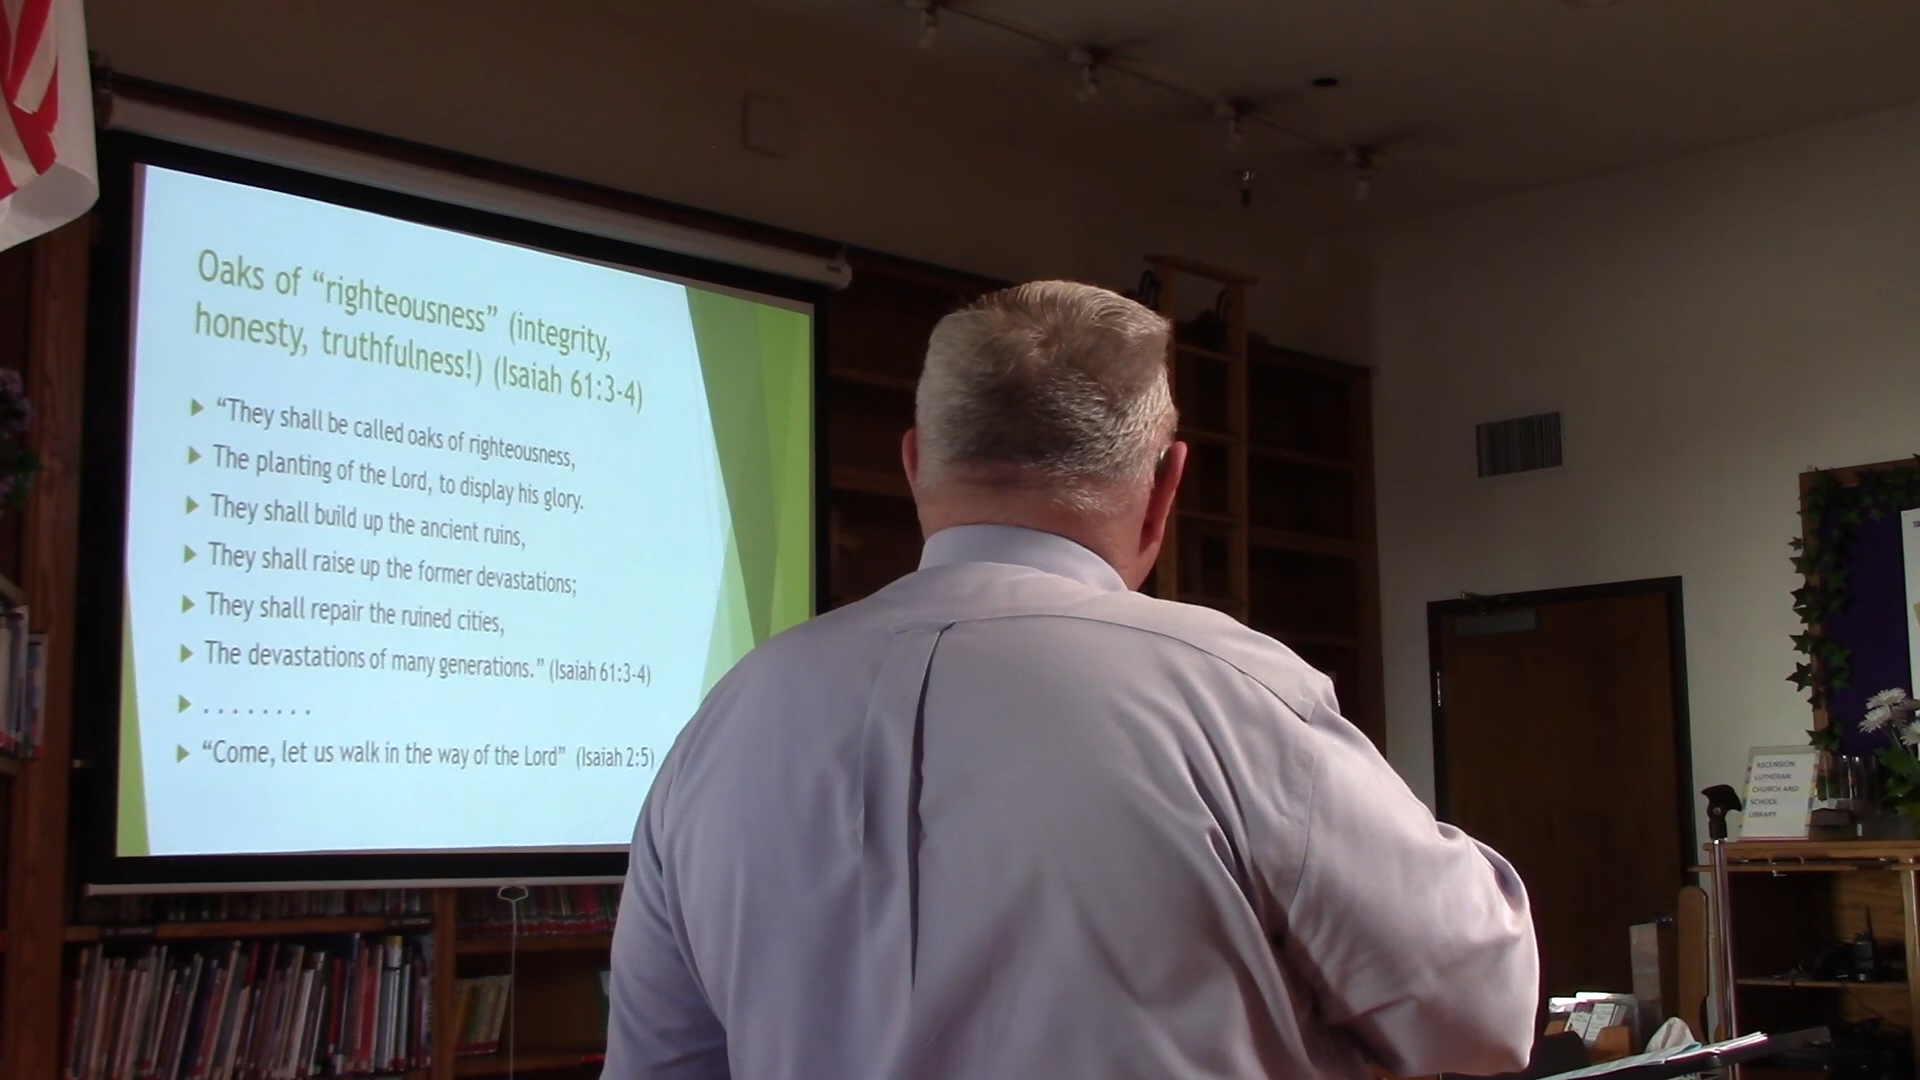 Oaks of “righteousness” (integrity,
honesty, truthfulness!) (Isaiah 61:3-4)
“They shall be called oaks of righteousness,
The planting of the Lord, to display his glory.
They shall build up the ancient ruins,
They shall raise up the former devastations;
They shall repair the ruined cities,
The devastations of many generations.” (Isaiah 61:3-4)
. . . . . . . .
“Come, let us walk in the way of the Lord” (Isaiah 2:5)
ASCENSION
LUTHERAN
CHURCH AND
SCHOOL
LIBRARY